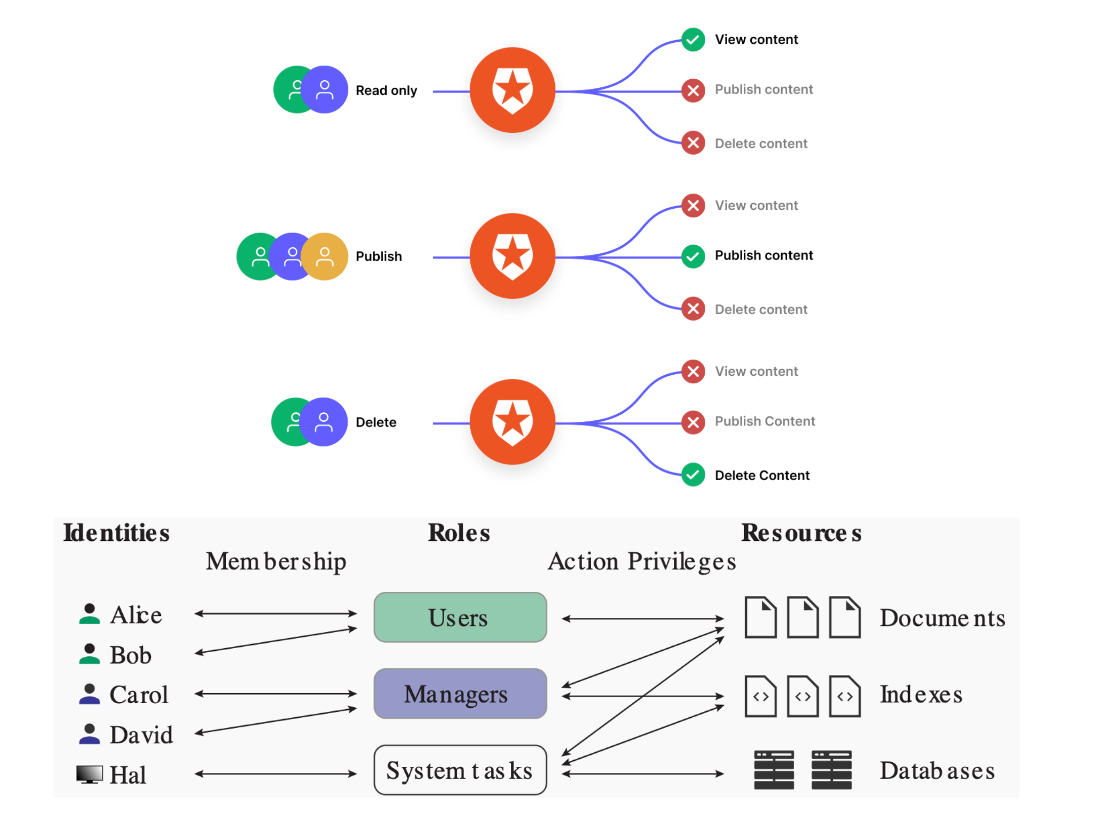 View content
Read only
Publish content
Delete content
View content
Publish
Publish content
Delete content
View content
Delete
Publish Content
Delete Content
Identities Roles Resources
Membership Action Privileges
Alice Users Documents
Bob
Carol Managers Indexes
David
Hal System tasks Databases